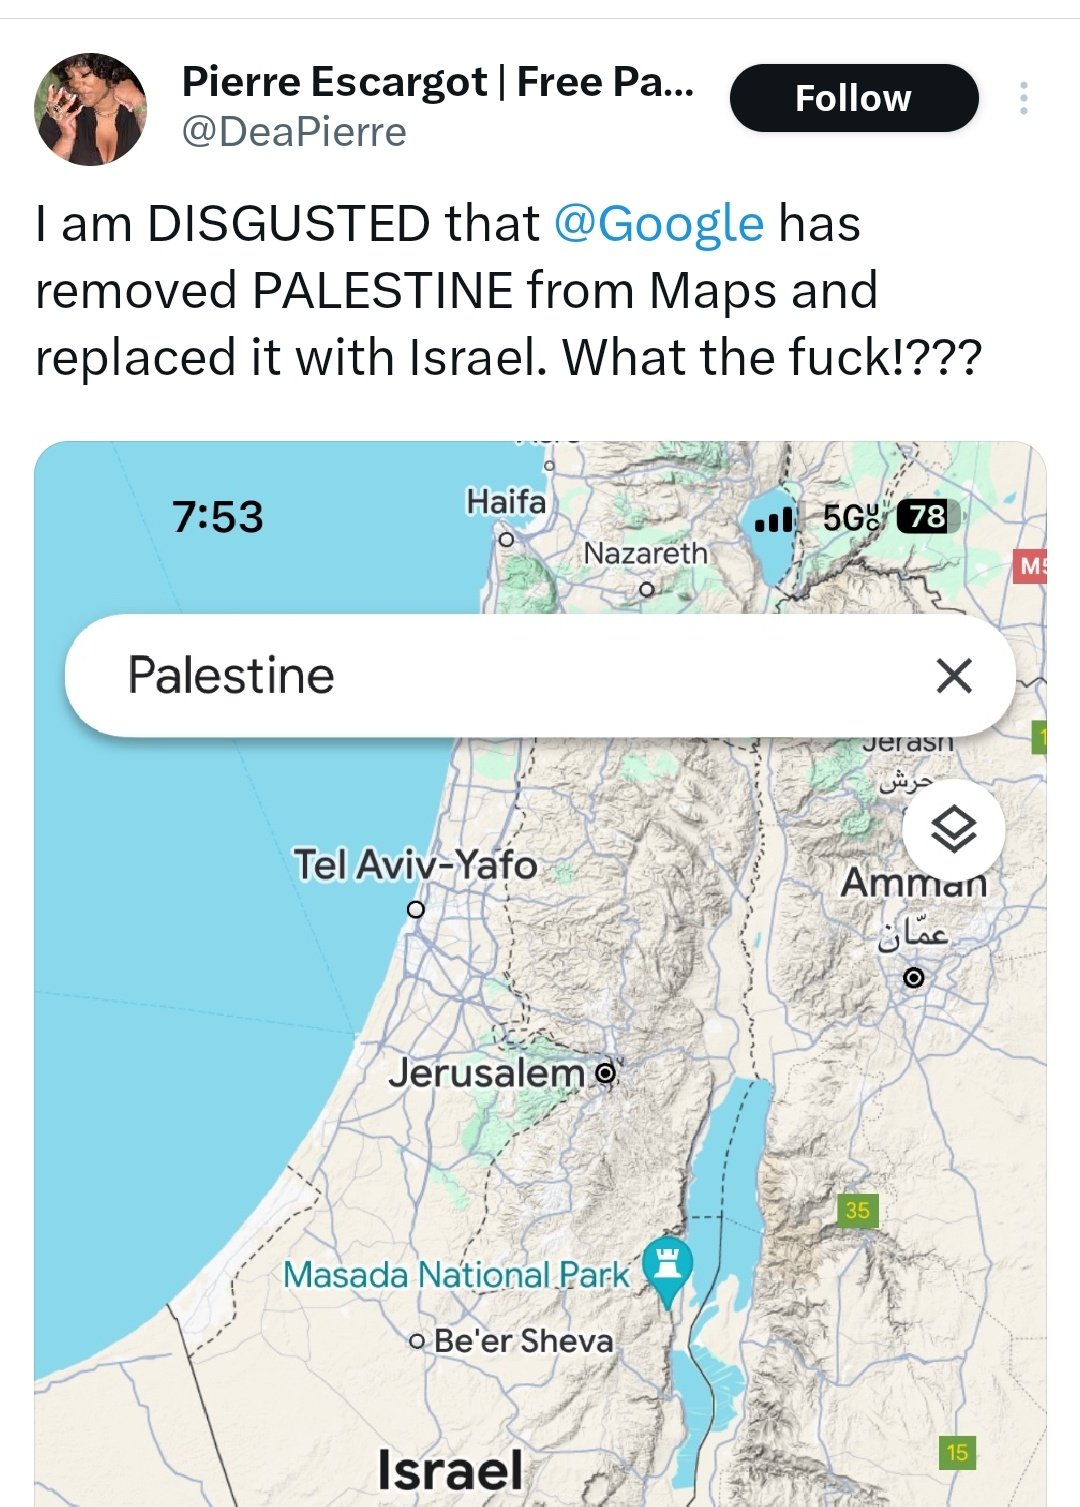 Pierre Escargot | Free Pa...
@DeaPierre
Follow
I am DISGUSTED that @Google has
removed PALESTINE from Maps and
replaced it with Israel. What the fuck!???
7:53
Haifa
78
Nazareth
Palestine
Jerash
جرش
Tel Aviv-Yafo
Amman
عمّان
Jerusalem
35
Masada National Park
Be'er Sheva
15
Israel